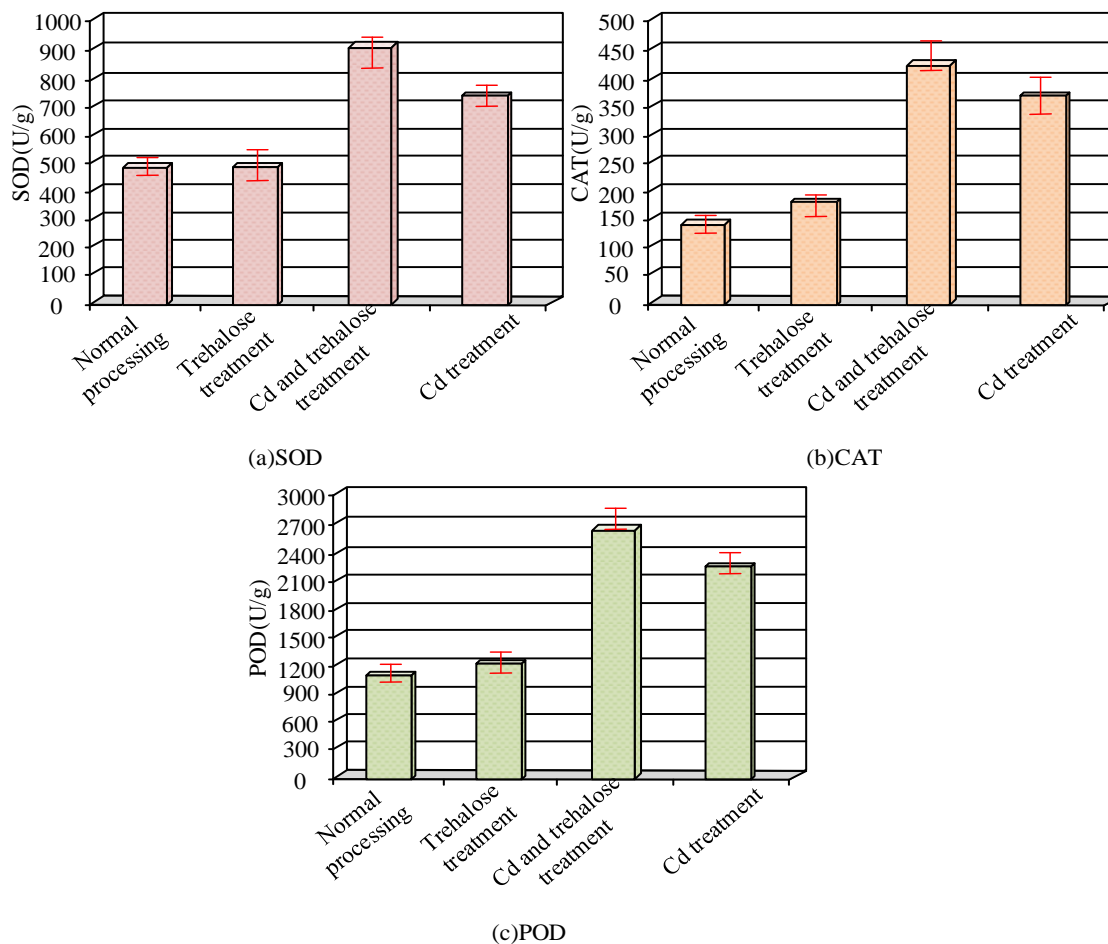 1000
900
800
700
600
500
400
300
200
100
0
SOD(U/g)
Normal
processing
Trehalose
treatment
Cd and trehalose
treatment
Cd treatment
(a)SOD
500
450
400
350
300
250
200
150
100
50
0
CAT(U/g)
Normal
processing
Trehalose
treatment
Cd and trehalose
treatment
Cd treatment
(b)CAT
3000
2700
2400
2100
1800
1500
1200
900
600
300
0
POD(U/g)
Normal
processing
Trehalose
treatment
Cd and trehalose
treatment
Cd treatment
(c)POD